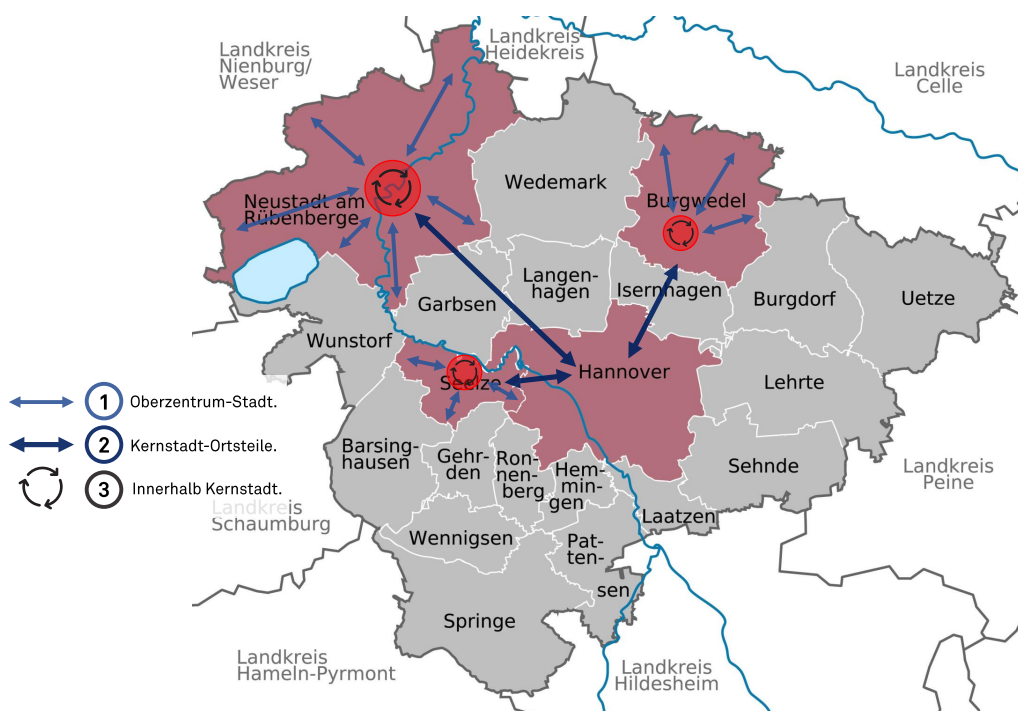 Landkreis
Nienburg/
Weser
Landkreis
Heidekreis
Landkreis
Celle
Wedemark
Neustadt am
Rübenberge
Burgwedel
Langen-
hagen
Isernhagen
Garbsen
Burgdorf
Uetze
Wunstorf
Seelze
Hannover
Lehrte
1 Oberzentrum-Stadt.
2 Kernstadt-Ortsteile.
3 Innerhalb Kernstadt.
Barsing-
hausen
Gehr-
den
Ron-
nen-
berg
Hem-
min-
gen
Sehnde
Landkreis
Peine
Landkreis
Schaumburg
Laatzen
Wennigsen
Pat-
ten-
sen
Springe
Landkreis
Hameln-Pyrmont
Landkreis
Hildesheim